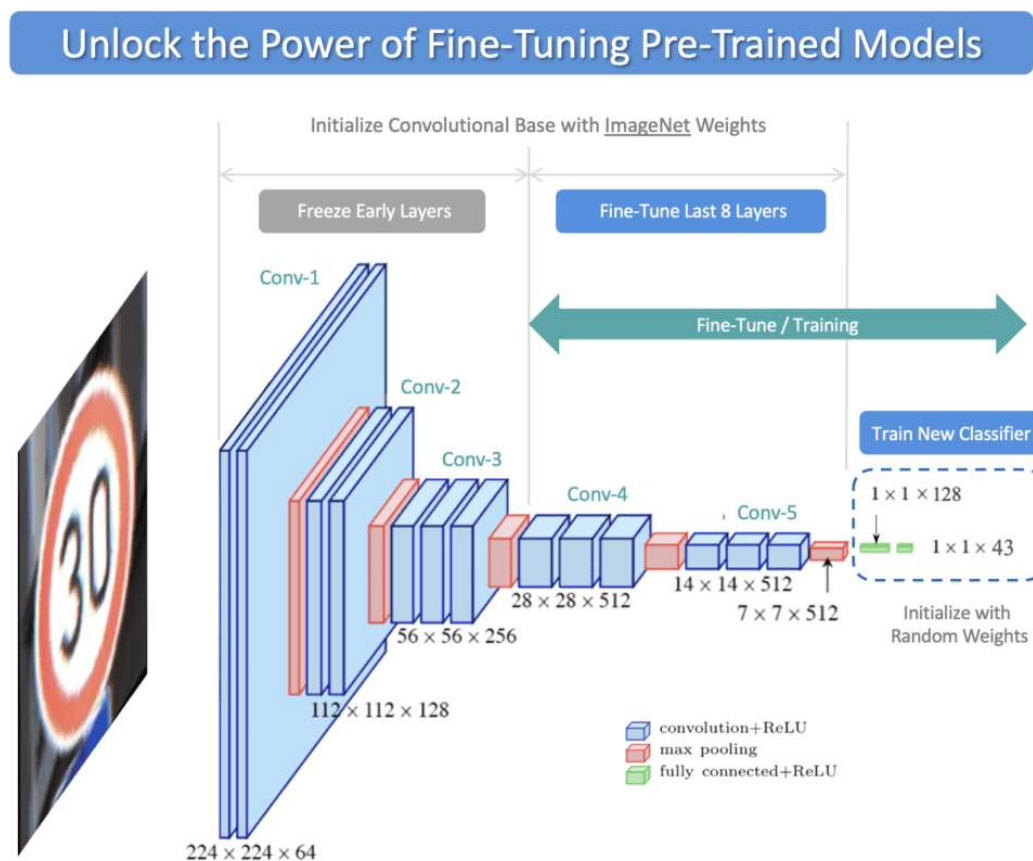 Unlock the Power of Fine-Tuning Pre-Trained Models
Initialize Convolutional Base with ImageNet Weights
Freeze Early Layers
Fine-Tune Last 8 Layers
Conv-1
Fine-Tune / Training
Conv-2
Train New Classifier
Conv-3
Conv-4
Conv-5
1 × 1 × 128
1 × 1 × 43
30
28 × 28 × 512
14 × 14 × 512
7 × 7 × 512
56 × 56 × 256
Initialize with
Random Weights
112 × 112 × 128
convolution+ReLU
max pooling
fully connected+ReLU
224 × 224 × 64